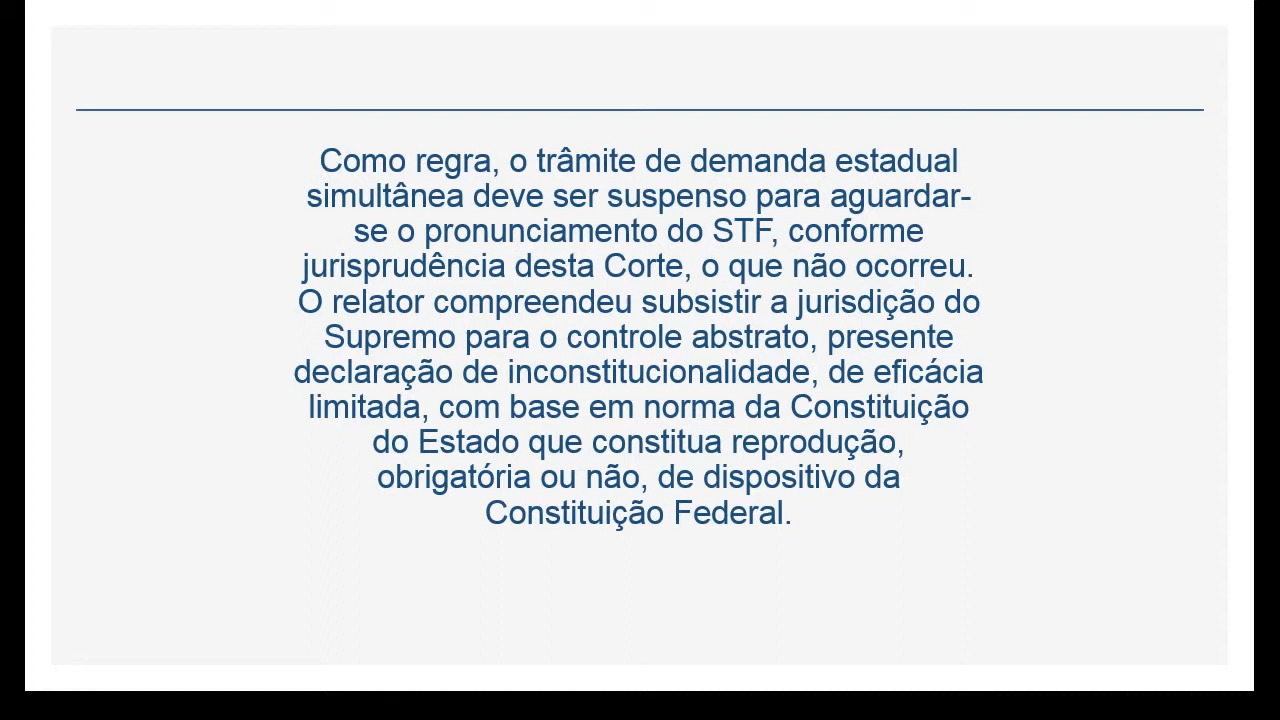 Como regra, o trâmite de demanda estadual
simultânea deve ser suspenso para aguardar-
se o pronunciamento do STF, conforme
jurisprudência desta Corte, o que não ocorreu.
O relator compreendeu subsistir a jurisdição do
Supremo para o controle abstrato, presente
declaração de inconstitucionalidade, de eficácia
limitada, com base em norma da Constituição
do Estado que constitua reprodução,
obrigatória ou não, de dispositivo da
Constituição Federal.